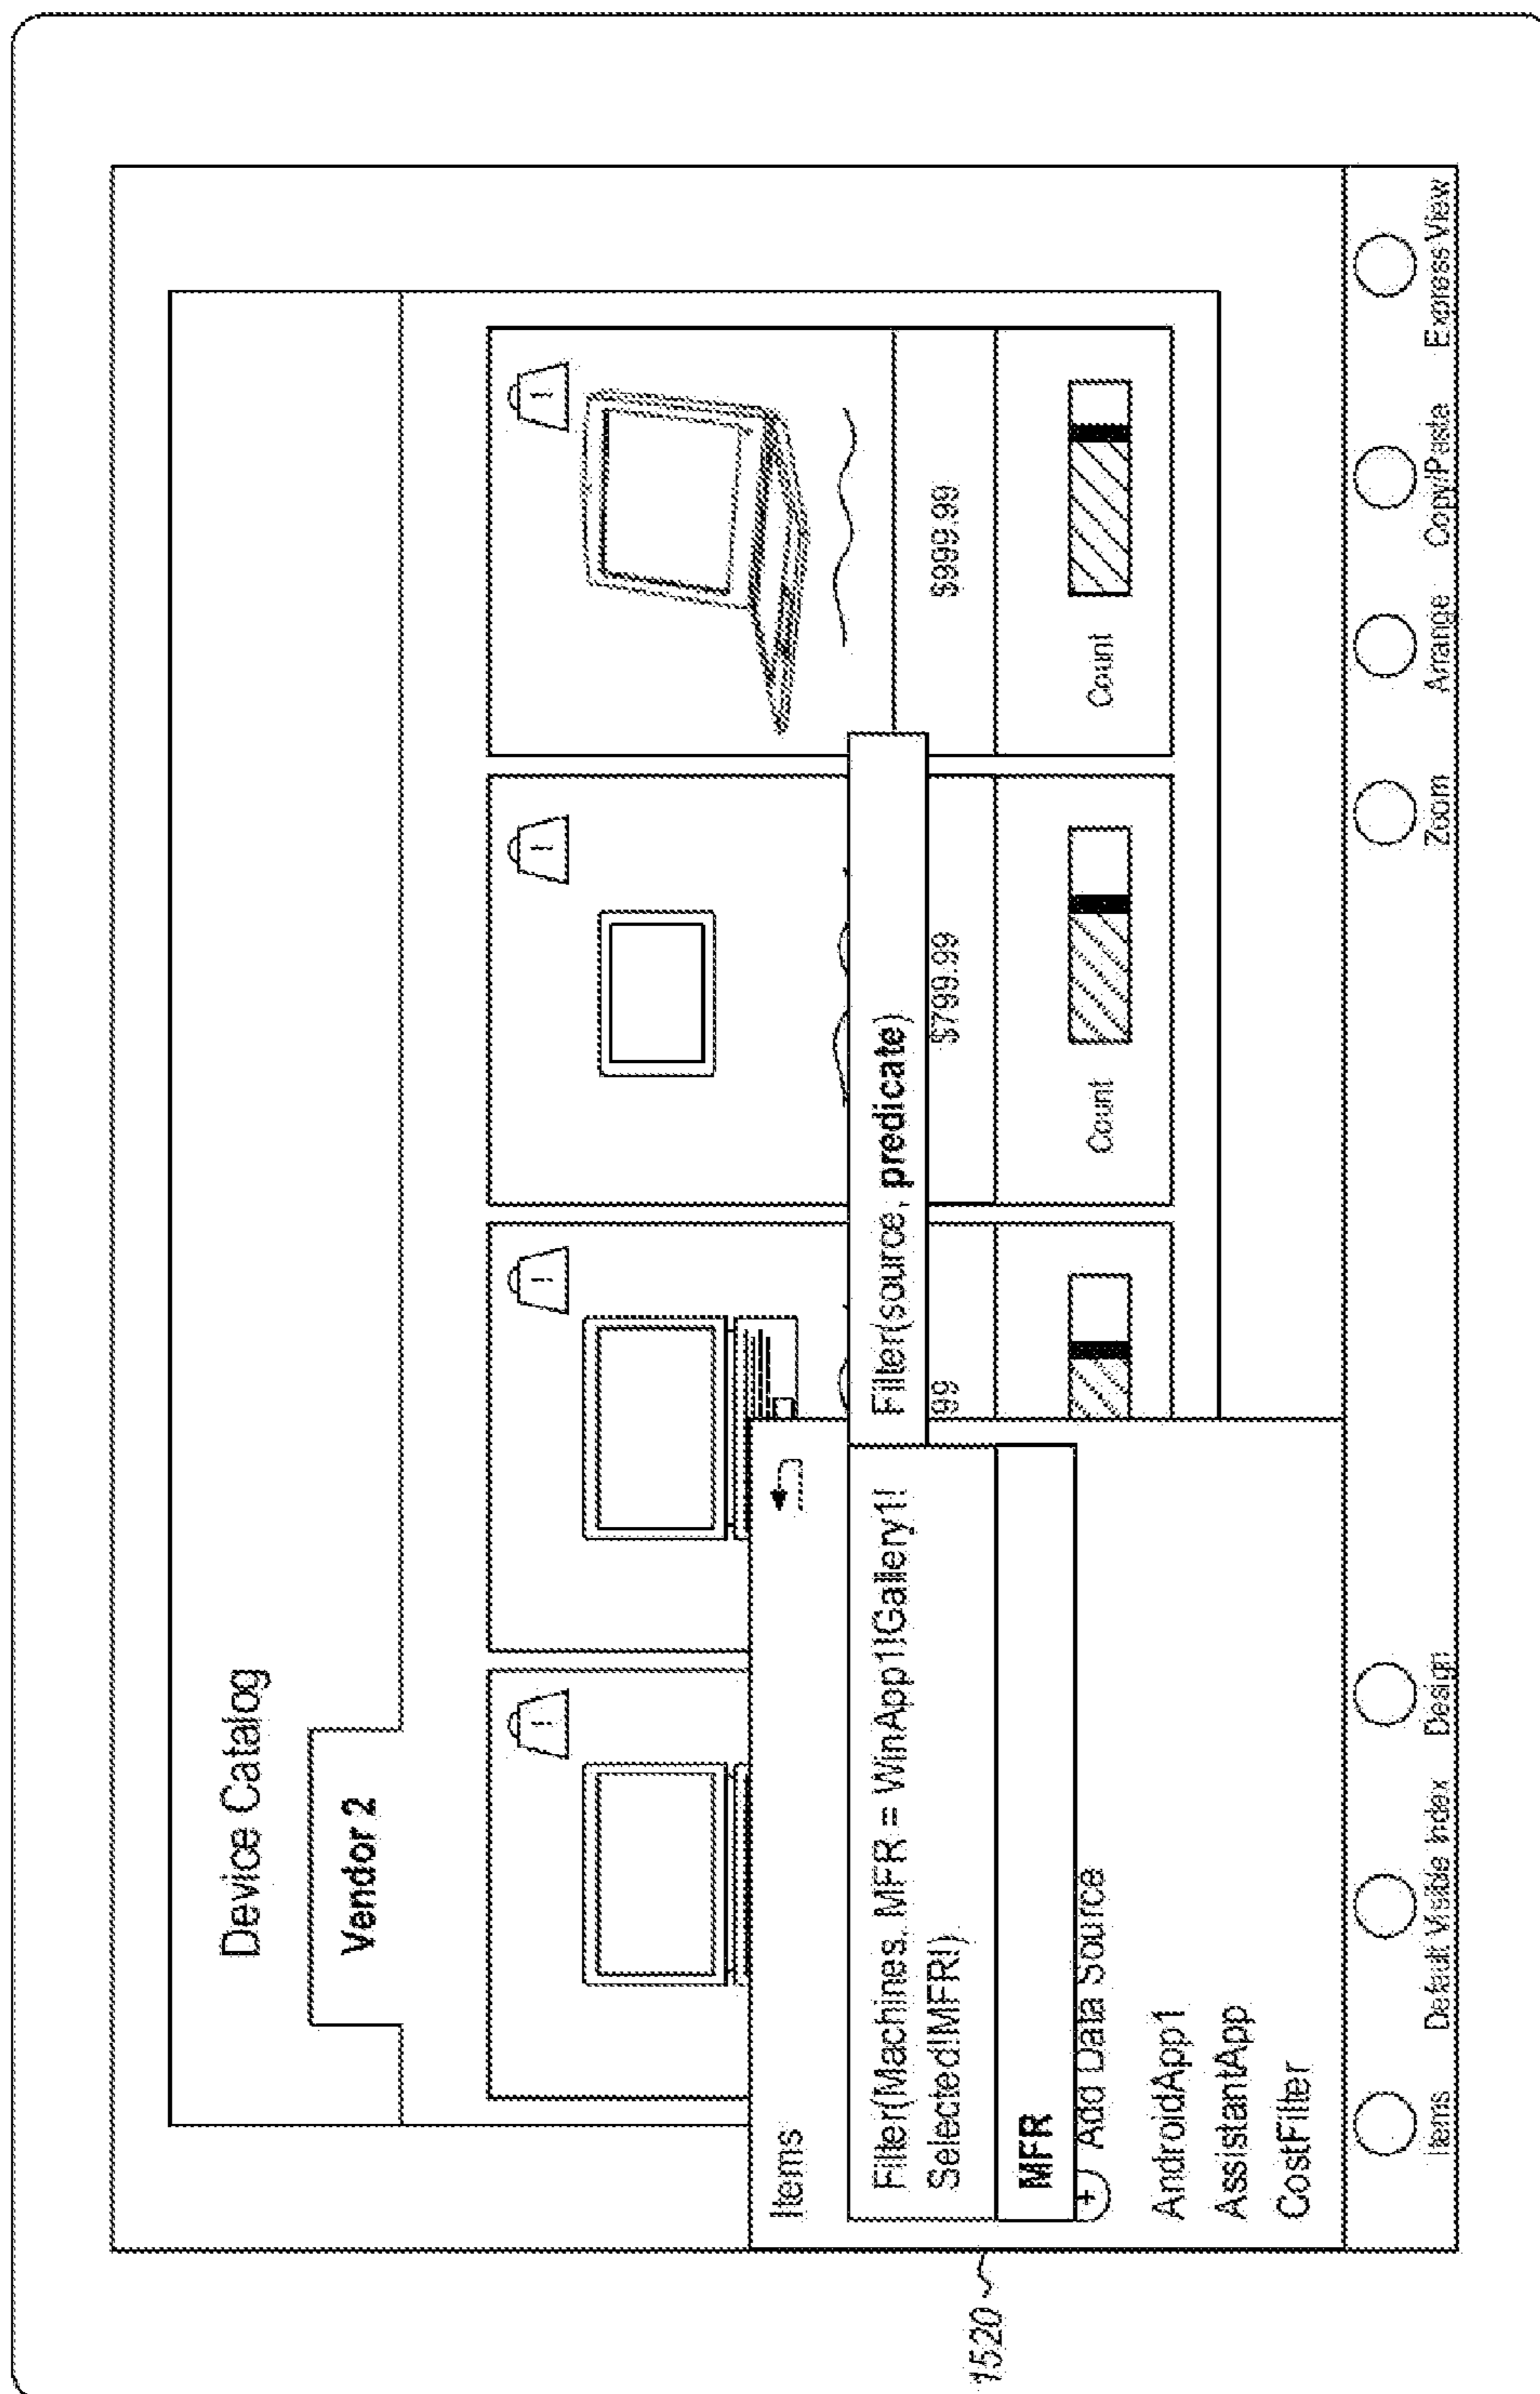 Device Catalog
Vendor 2
!
!
!
!
Items
Filter(Machines, MFR = WinApp1!Gallery1!
Selected!MFR!)
Filter(source, predicate)
MFR
+ Add Data Source
AndroidApp1
AssistantApp
CostFilter
99
$799.99
$999.99
Count
Count
Items
Default Visible Index
Design
Zoom
Arrange
Copy/Paste
Express View
1520